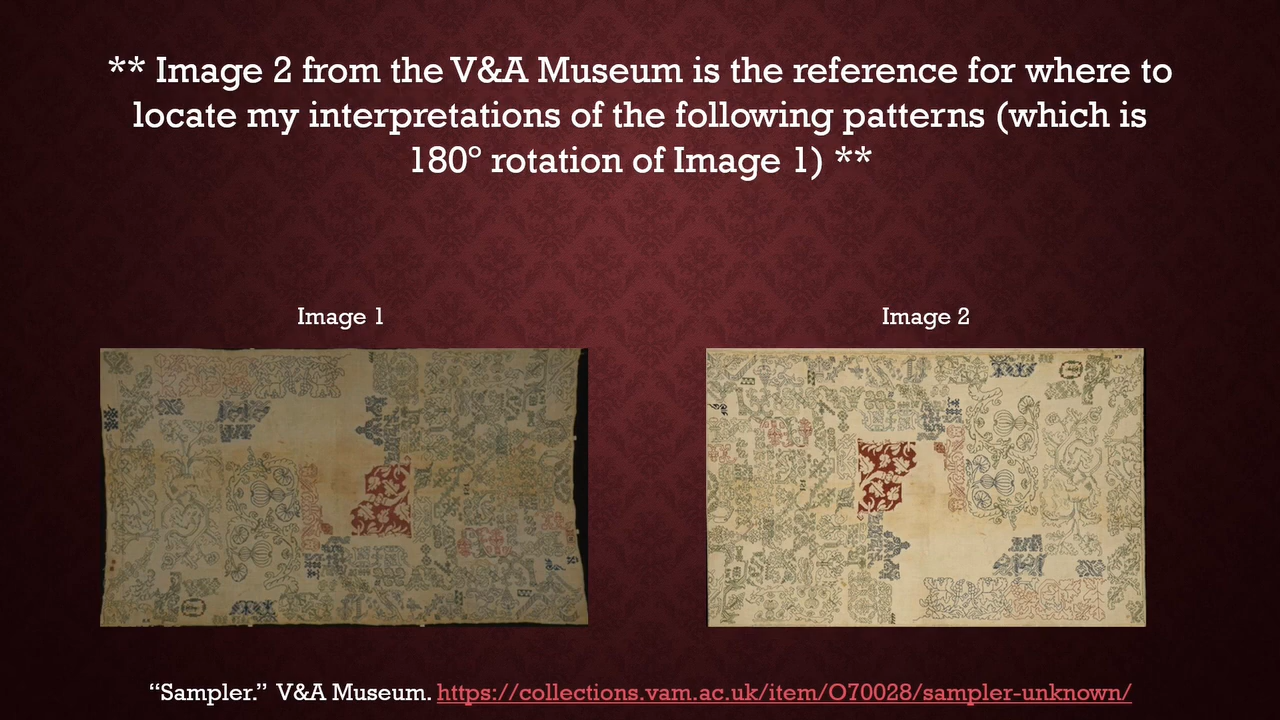 ** Image 2 from the V&A Museum is the reference for where to
locate my interpretations of the following patterns (which is
180° rotation of Image 1) **
Image 1
Image 2
“Sampler.” V&A Museum. https://collections.vam.ac.uk/item/O70028/sampler-unknown/